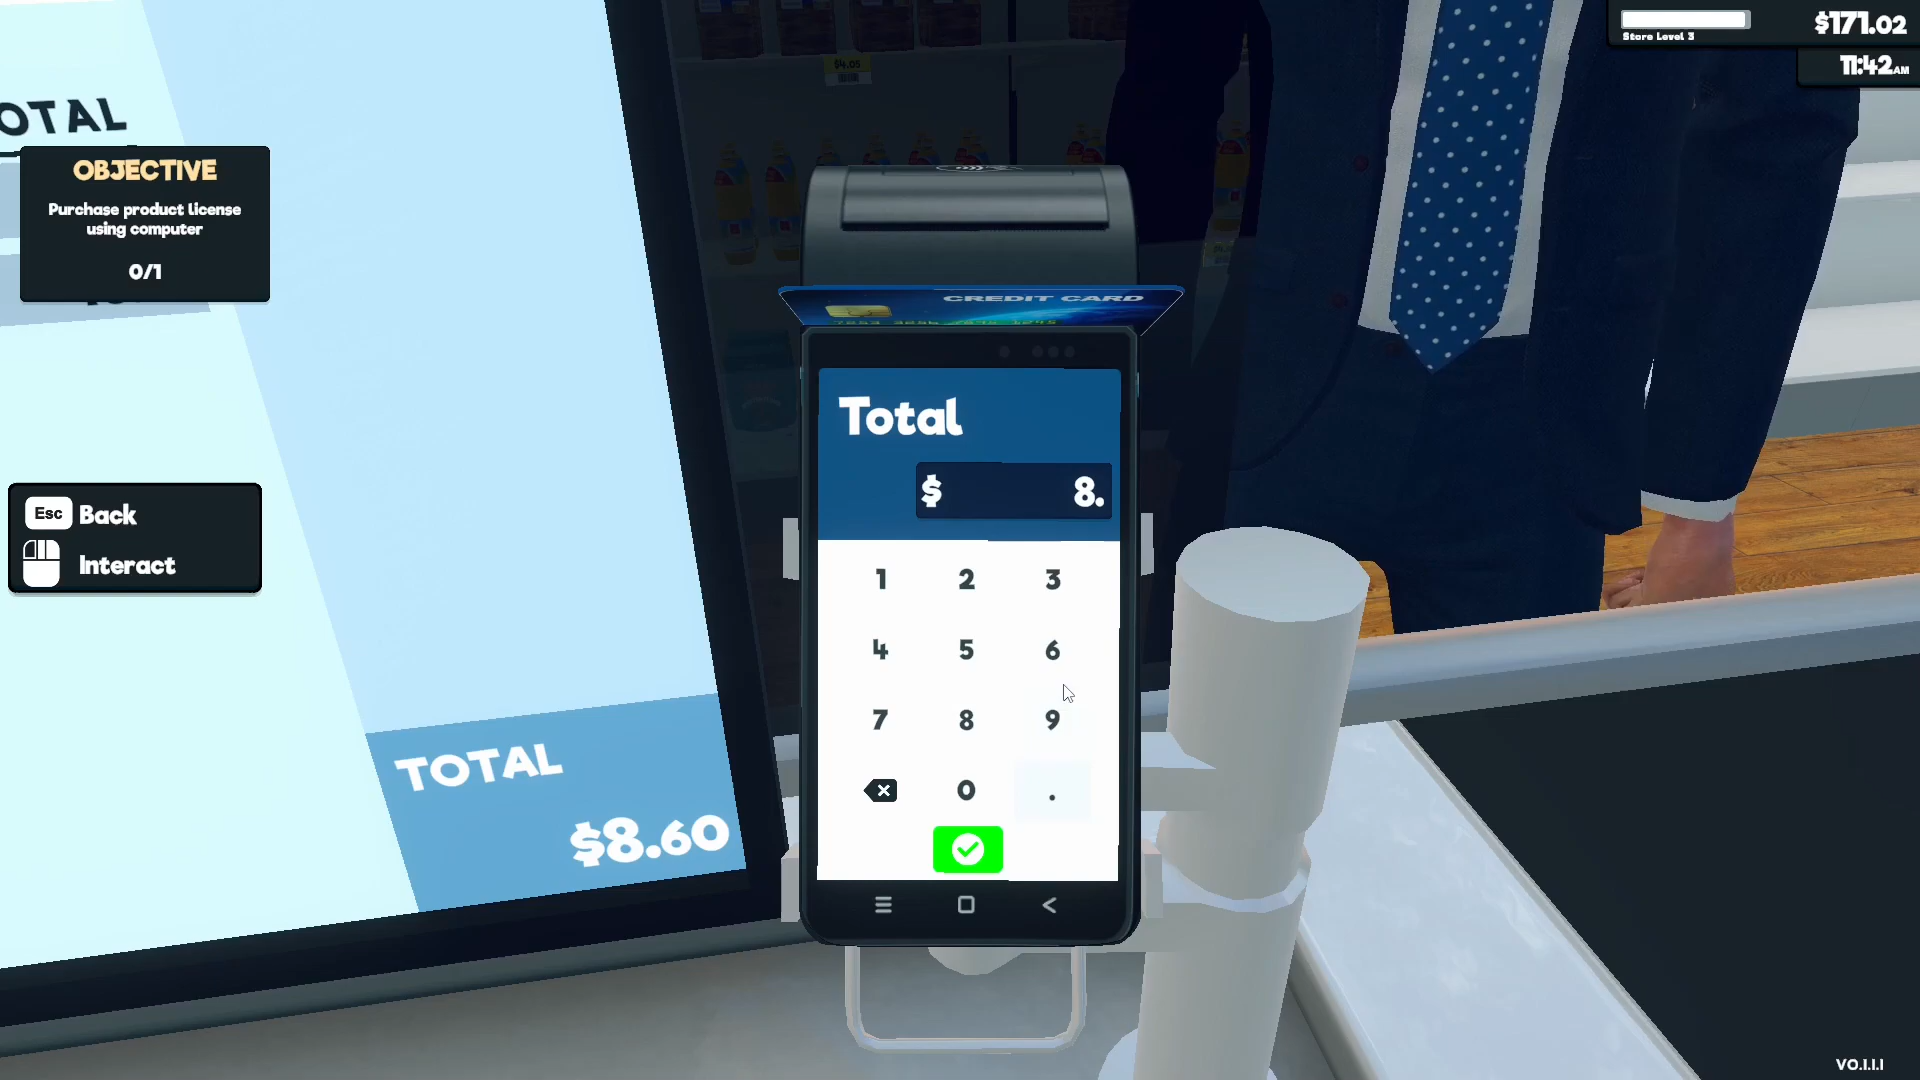 $171.02
Store Level 3
11:42AM
$4.05
OTAL
OBJECTIVE
Purchase product license
using computer
0/1
CREDIT CARD
Total
$ 8.
Esc Back
Interact
1 2 3
4 5 6
7 8 9
0 .
TOTAL
$8.60
V0.1.1.1